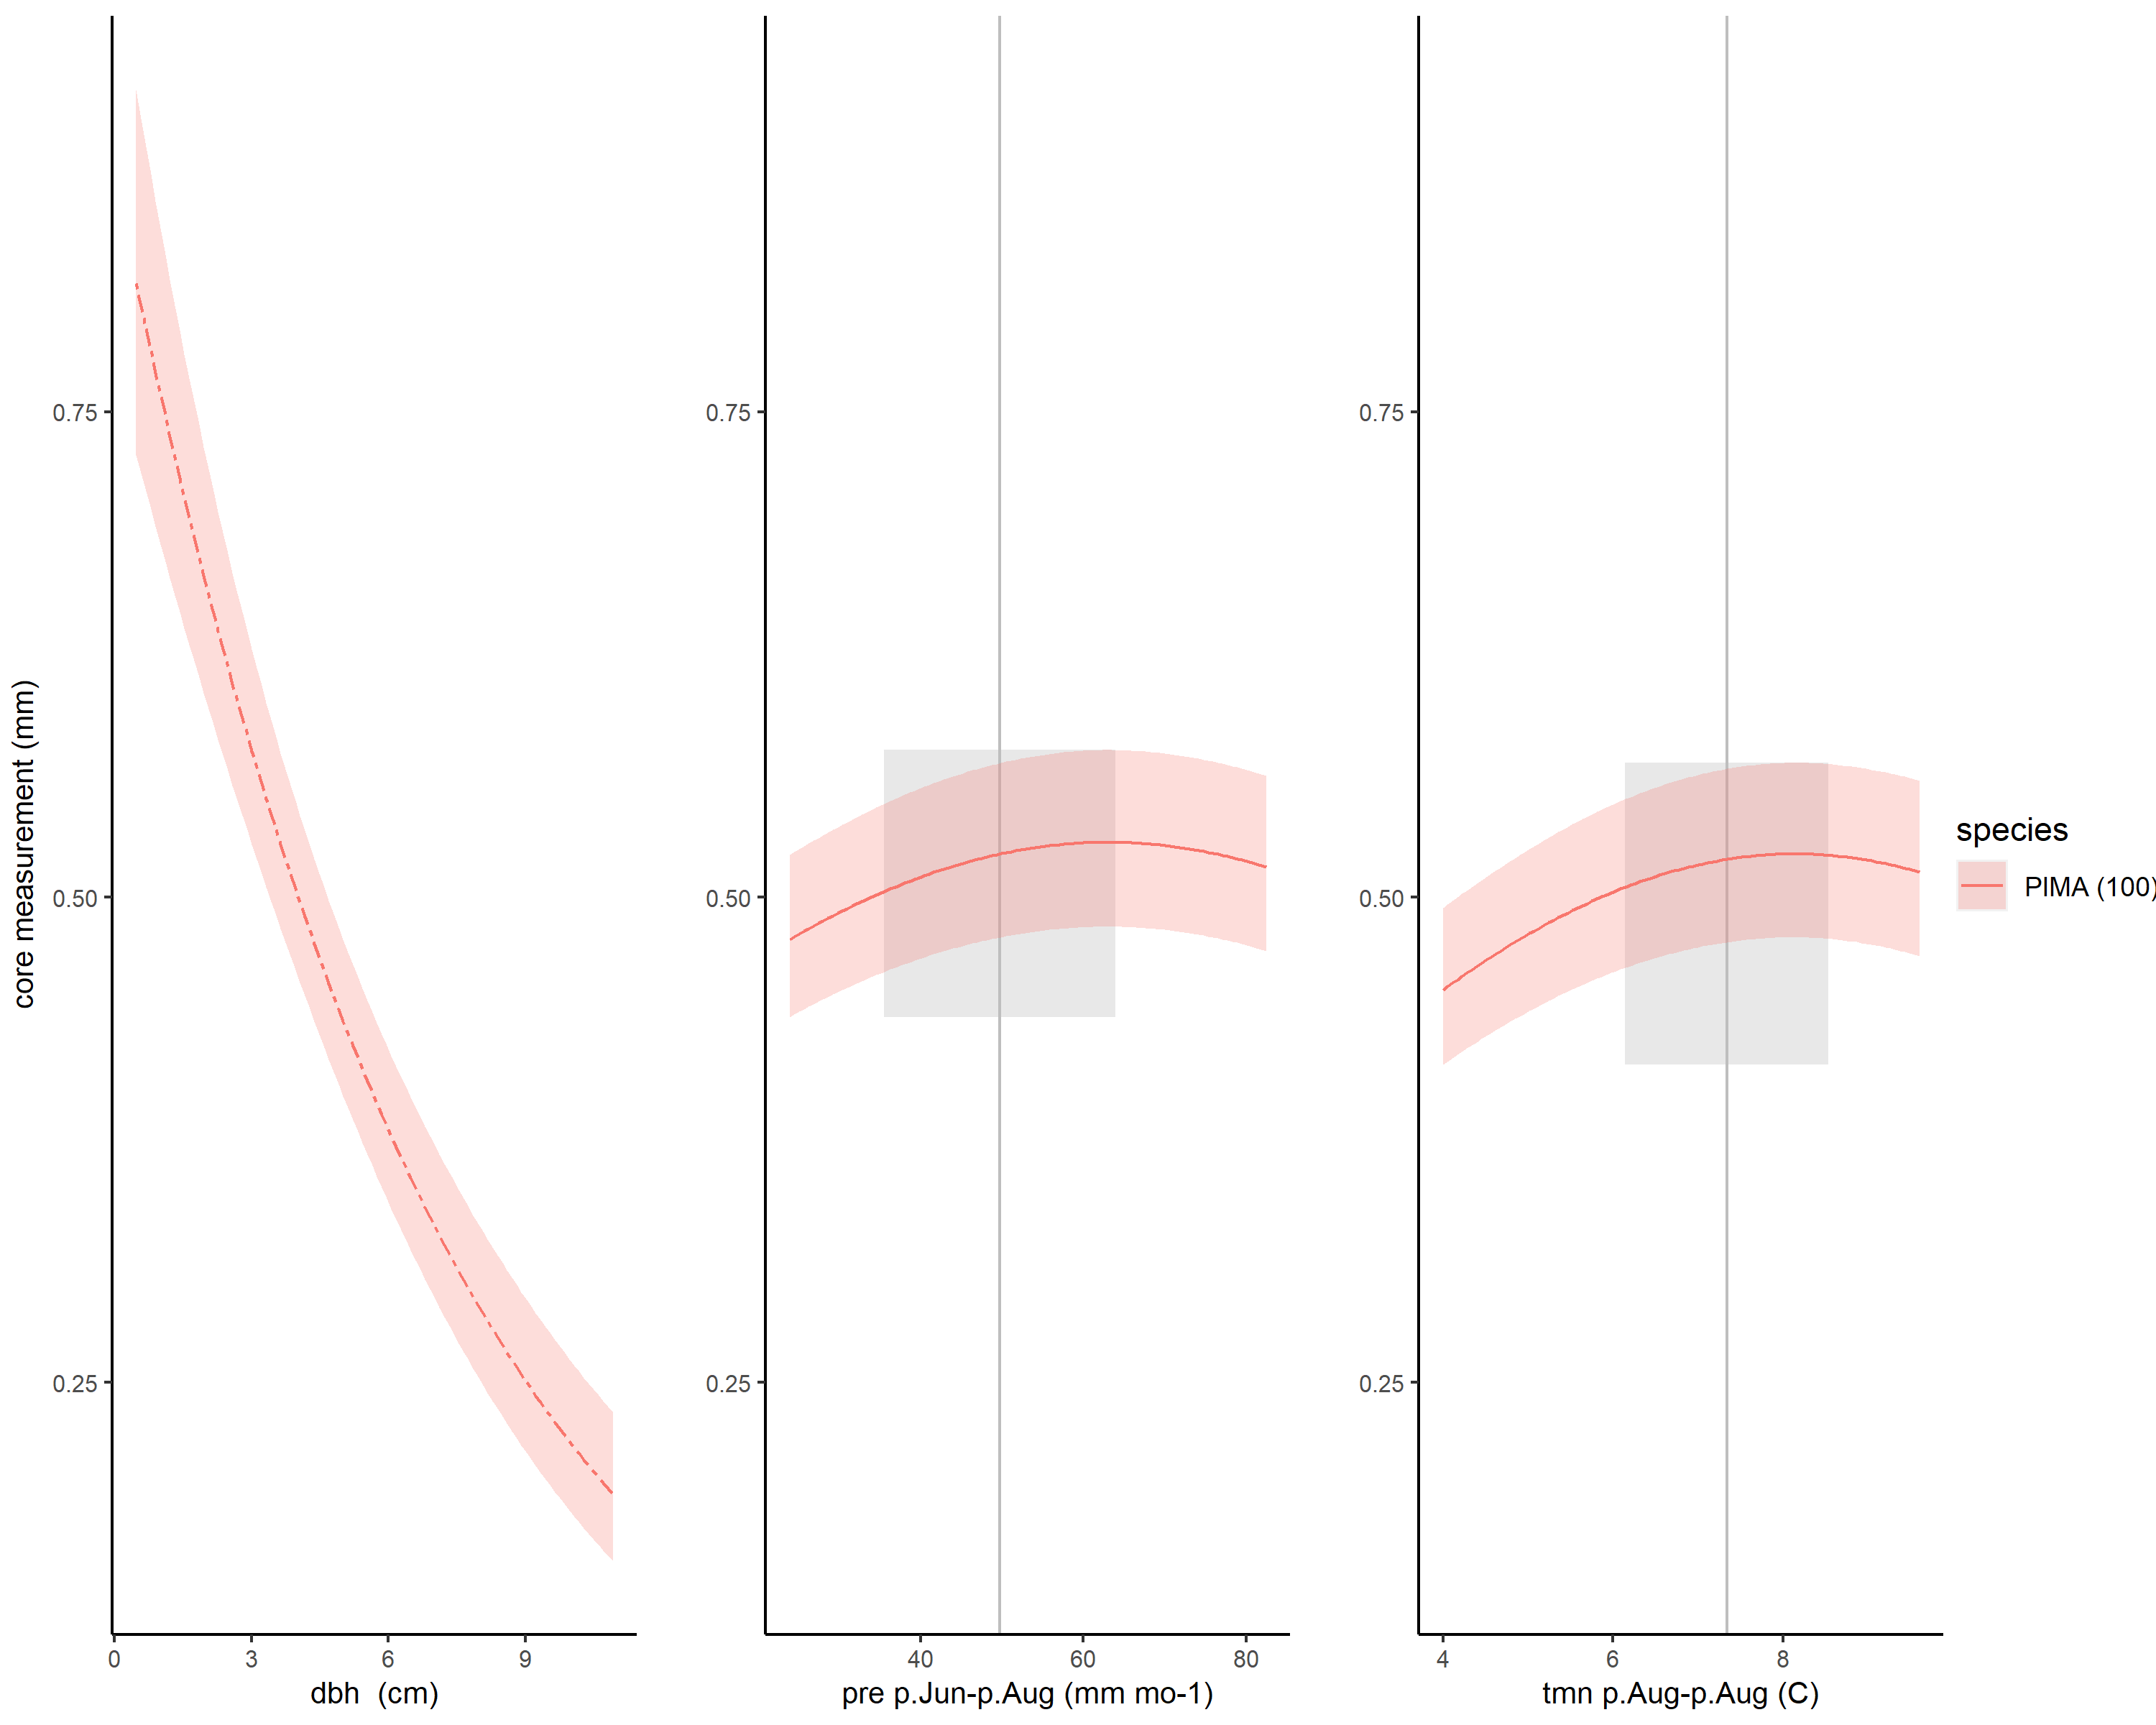 core measurement (mm)
0.75
0.50
0.25
0 3 6 9
dbh  (cm)
0.75
0.50
0.25
40 60 80
pre p.Jun-p.Aug (mm mo-1)
0.75
0.50
0.25
4 6 8
tmn p.Aug-p.Aug (C)
species
PIMA (100)